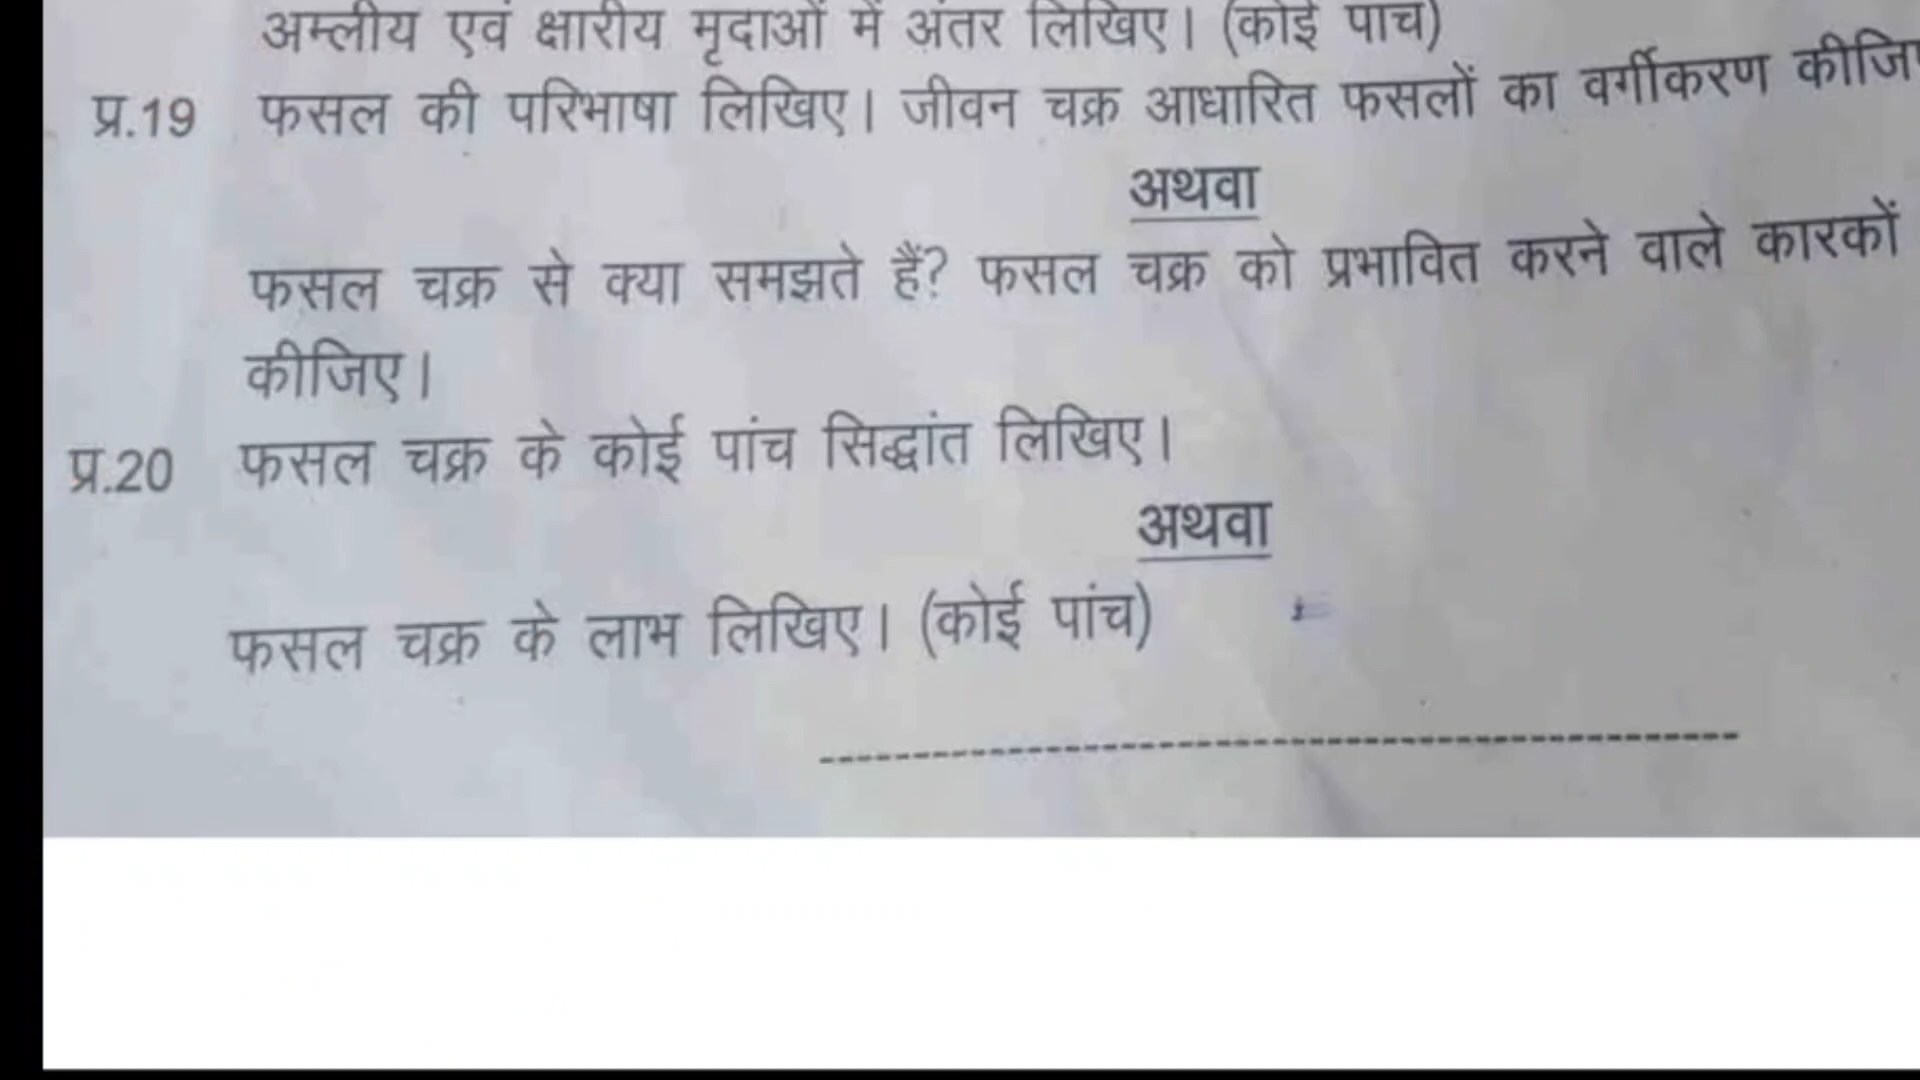 अम्लीय एवं क्षारीय मृदाओं में अंतर लिखिए। (कोई पाच)
प्र.19 फसल की परिभाषा लिखिए। जीवन चक्र आधारित फसलों का वर्गीकरण
अथवा
फसल चक्र से क्या समझते हैं? फसल चक्र को प्रभावित करने वाले कारकों
कीजिए।
प्र.20 फसल चक्र के कोई पांच सिद्धांत लिखिए।
अथवा
फसल चक्र के लाभ लिखिए। (कोई पांच)